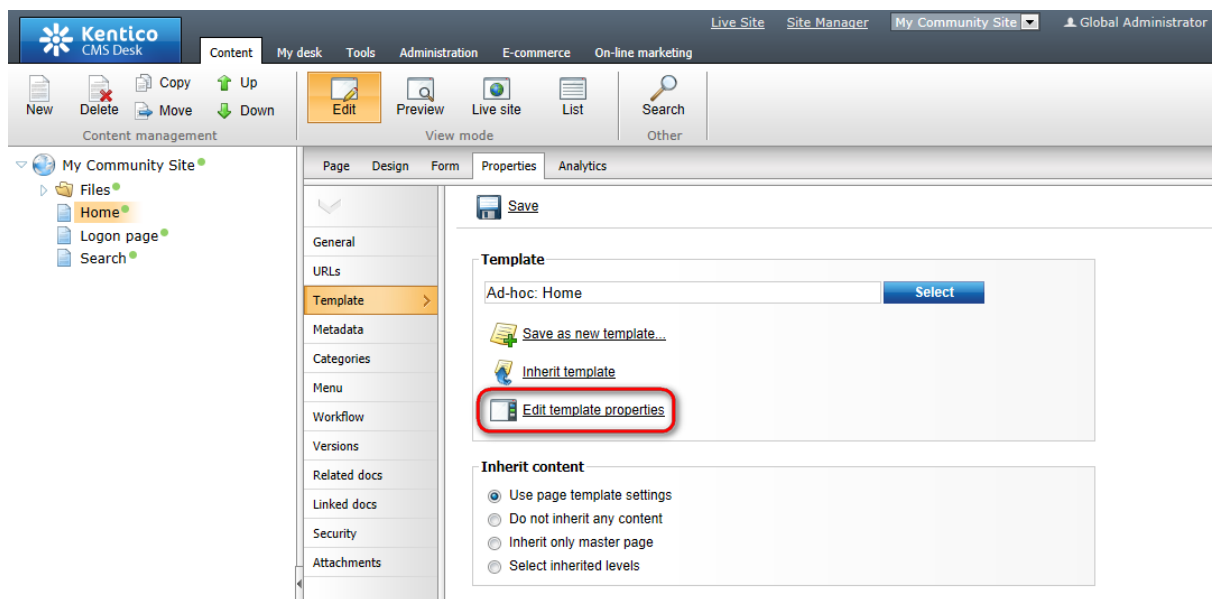 Kentico
CMS Desk
Live Site Site Manager My Community Site Global Administrator
Content My desk Tools Administration E-commerce On-line marketing
New Delete Copy Move Up Down
Content management
Edit Preview Live site List
View mode
Search
Other
My Community Site
Files
Home
Logon page
Search
Page Design Form Properties Analytics
General
URLs
Template
Metadata
Categories
Menu
Workflow
Versions
Related docs
Linked docs
Security
Attachments
Save
Template
Ad-hoc: Home Select
Save as new template...
Inherit template
Edit template properties
Inherit content
Use page template settings
Do not inherit any content
Inherit only master page
Select inherited levels